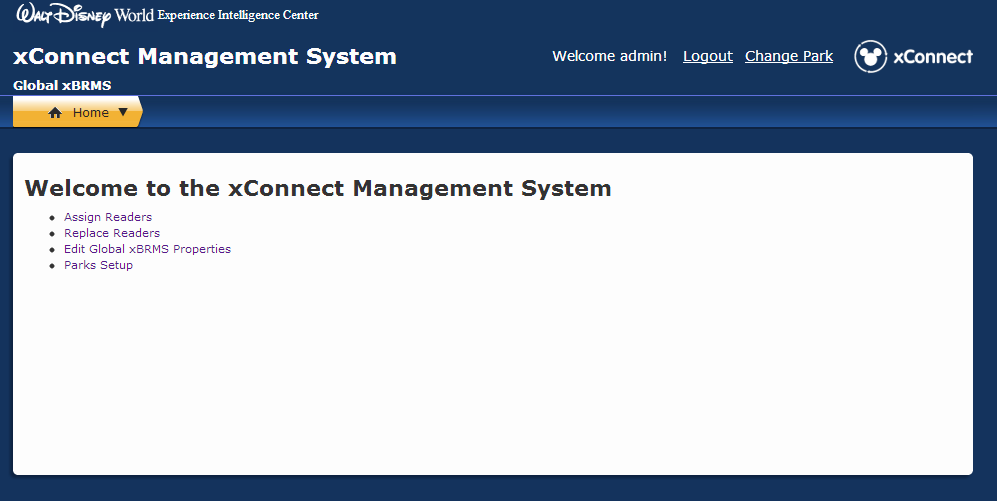 Walt Disney World Experience Intelligence Center
xConnect Management System
Welcome admin! Logout Change Park xConnect
Global xBRMS
Home
Welcome to the xConnect Management System
Assign Readers
Replace Readers
Edit Global xBRMS Properties
Parks Setup